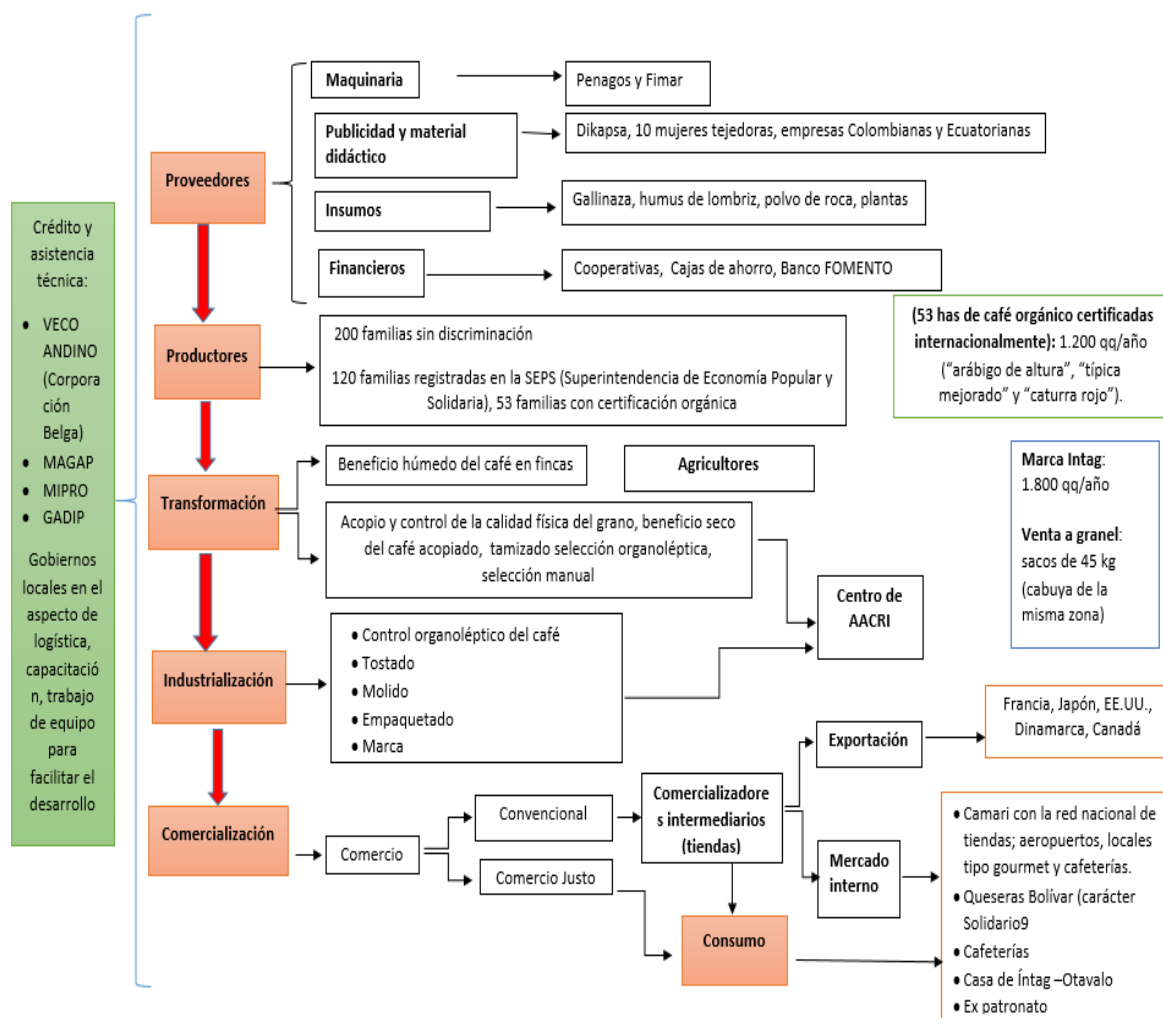 Crédito y
asistencia
técnica:
• VECO
ANDINO
(Corpora
ción
Belga)
• MAGAP
• MIPRO
• GADIP
Gobiernos
locales en el
aspecto de
logística,
capacitació
n, trabajo
de equipo
para
facilitar el
desarrollo
Proveedores
Maquinaria
Penagos y Fimar
Publicidad y material
didáctico
Dikapsa, 10 mujeres tejedoras, empresas Colombianas y Ecuatorianas
Insumos
Gallinaza, humus de lombriz, polvo de roca, plantas
Financieros
Cooperativas, Cajas de ahorro, Banco FOMENTO
Productores
200 familias sin discriminación
120 familias registradas en la SEPS (Superintendencia de Economía Popular y
Solidaria), 53 familias con certificación orgánica
(53 has de café orgánico certificadas
internacionalmente): 1.200 qq/año
(“arábigo de altura”, “típica
mejorado” y “caturra rojo”).
Transformación
Beneficio húmedo del café en fincas
Agricultores
Acopio y control de la calidad física del grano, beneficio seco
del café acopiado, tamizado selección organoléptica,
selección manual
Marca Intag:
1.800 qq/año
Venta a granel:
sacos de 45 kg
(cabuya de la
misma zona)
Centro de
AACRI
Industrialización
• Control organoléptico del café
• Tostado
• Molido
• Empaquetado
• Marca
Comercialización
Comercio
Convencional
Comercio Justo
Comercializadore
s intermediarios
(tiendas)
Exportación
Francia, Japón, EE.UU.,
Dinamarca, Canadá
Mercado
interno
Consumo
• Camari con la red nacional de
tiendas; aeropuertos, locales
tipo gourmet y cafeterías.
• Queseras Bolívar (carácter
Solidario9
• Cafeterías
• Casa de Íntag –Otavalo
• Ex patronato